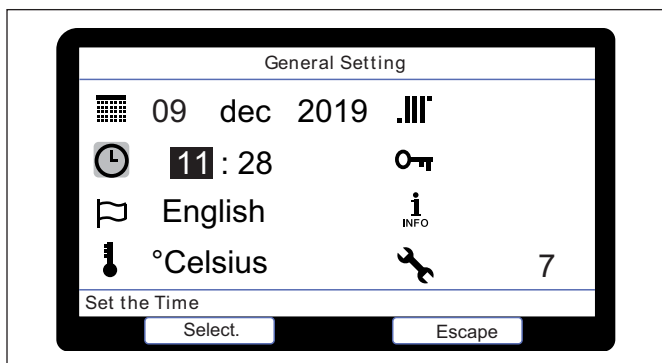 General Setting
09 dec 2019
11 : 28
English
i
INFO
°Celsius
7
Set the Time
Select. Escape